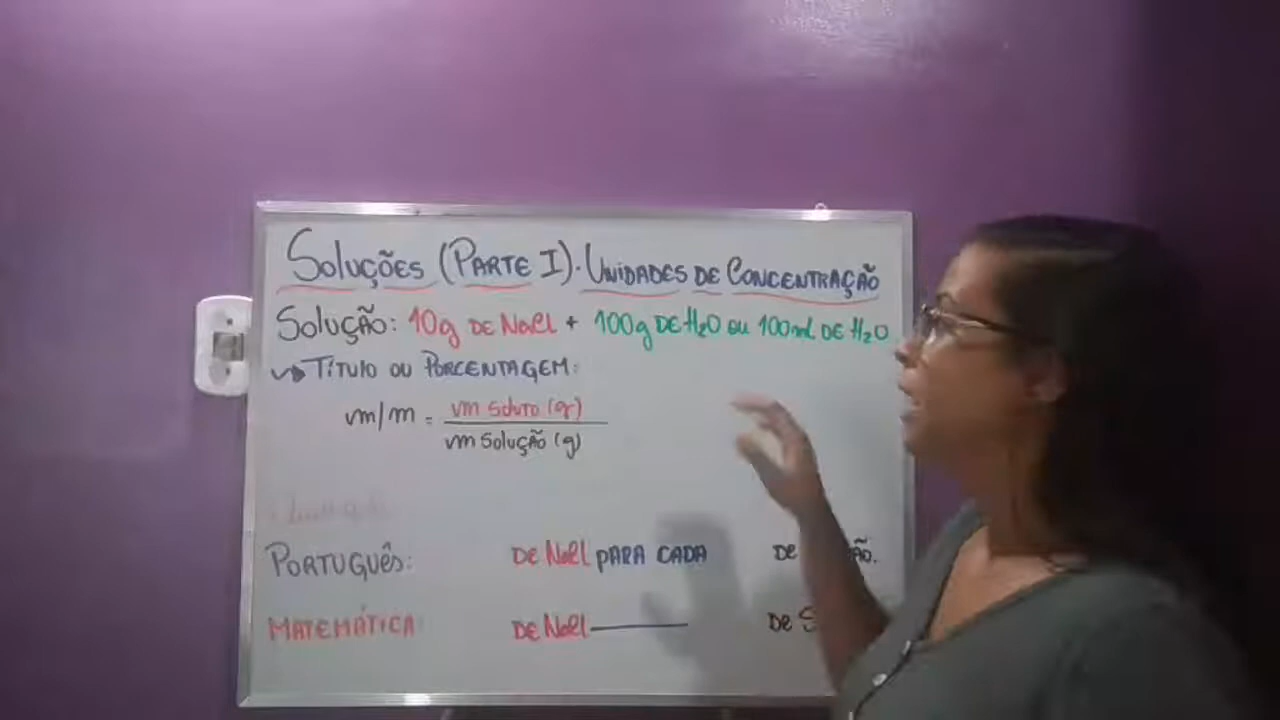 Soluções (Parte I). Unidades de Concentração
Solução: 10g de NaCl + 100g de H₂O ou 100ml de H₂O
↳ Título ou Porcentagem:
m/m = m soluto (g)
m solução (g)
Português: de NaCl para cada de
Matemática: de NaCl de